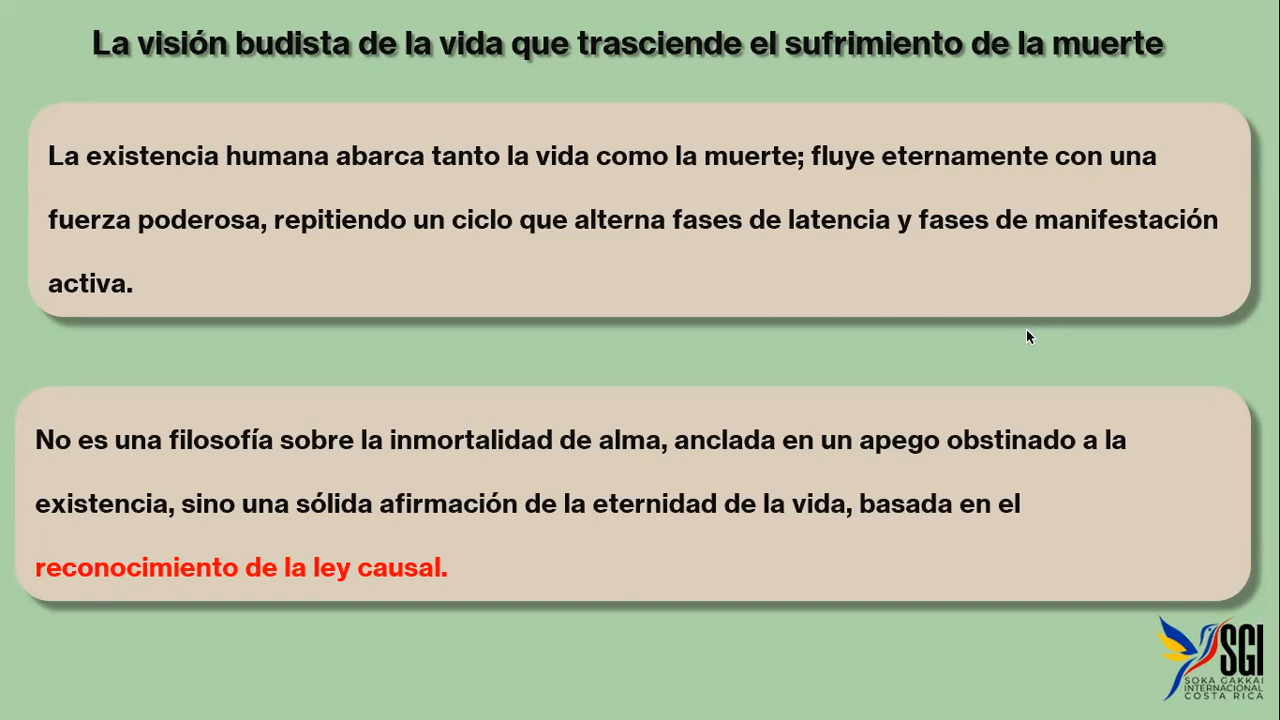 La visión budista de la vida que trasciende el sufrimiento de la muerte
La existencia humana abarca tanto la vida como la muerte; fluye eternamente con una
fuerza poderosa, repitiendo un ciclo que alterna fases de latencia y fases de manifestación
activa.
No es una filosofía sobre la inmortalidad de alma, anclada en un apego obstinado a la
existencia, sino una sólida afirmación de la eternidad de la vida, basada en el
reconocimiento de la ley causal.
SGI
SOKA GAKKAI
INTERNACIONAL
COSTA RICA